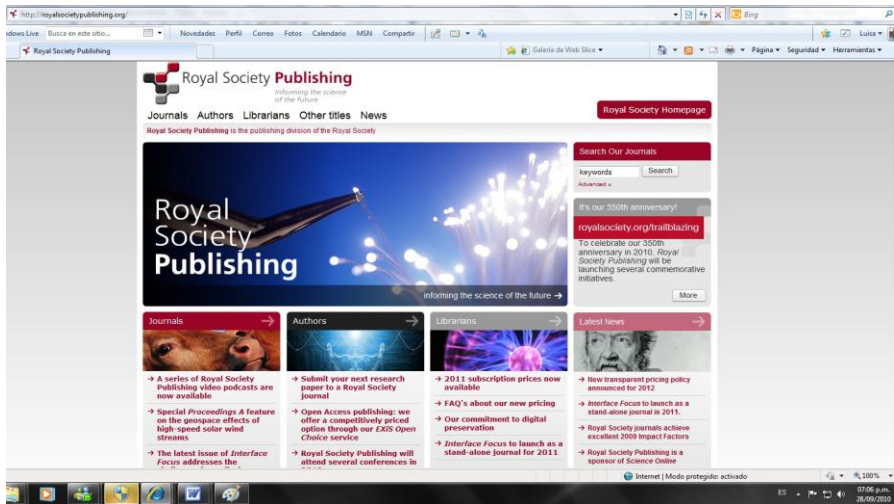 http://royalsocietypublishing.org/
Bing
dows Live
Busca en este sitio...
Novedades Perfil Correo Fotos Calendario MSN Compartir
Luisa
Royal Society Publishing
Galería de Web Slice
Página Seguridad Herramientas
Royal Society Publishing
Informing the science
of the future
Journals Authors Librarians Other titles News
Royal Society Homepage
Royal Society Publishing is the publishing division of the Royal Society
Royal
Society
Publishing
informing the science of the future →
Search Our Journals
keywords
Search
Advanced »
It's our 350th anniversary!
royalsociety.org/trailblazing
To celebrate our 350th
anniversary in 2010, Royal
Society Publishing will be
launching several commemorative
initiatives.
More
Journals →
→ A series of Royal Society
Publishing video podcasts are
now available
→ Special Proceedings A feature
on the geospace effects of
high-speed solar wind
streams
→ The latest issue of Interface
Focus addresses the
Authors →
→ Submit your next research
paper to a Royal Society
journal
→ Open Access publishing: we
offer a competitively priced
option through our EXiS Open
Choice service
→ Royal Society Publishing will
attend several conferences in
Librarians →
→ 2011 subscription prices now
available
→ FAQ's about our new pricing
→ Our commitment to digital
preservation
→ Interface Focus to launch as a
stand-alone journal for 2011
Latest News →
→ New transparent pricing policy
announced for 2012
→ Interface Focus to launch as a
stand-alone journal in 2011.
→ Royal Society journals achieve
excellent 2009 Impact Factors
→ Royal Society Publishing is a
sponsor of Science Online
Internet | Modo protegido: activado
100%
ES
07:06 p.m.
28/09/2010